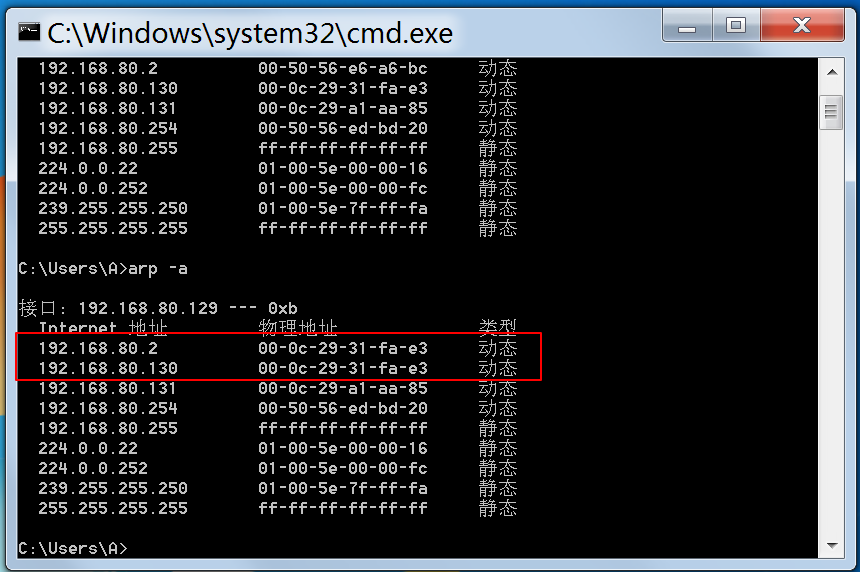 C:\Windows\system32\cmd.exe
192.168.80.2 00-50-56-e6-a6-bc 动态
192.168.80.130 00-0c-29-31-fa-e3 动态
192.168.80.131 00-0c-29-a1-aa-85 动态
192.168.80.254 00-50-56-ed-bd-20 动态
192.168.80.255 ff-ff-ff-ff-ff-ff 静态
224.0.0.22 01-00-5e-00-00-16 静态
224.0.0.252 01-00-5e-00-00-fc 静态
239.255.255.250 01-00-5e-7f-ff-fa 静态
255.255.255.255 ff-ff-ff-ff-ff-ff 静态
C:\Users\A>arp -a
接口: 192.168.80.129 --- 0xb
Internet 地址 物理地址 类型
192.168.80.2 00-0c-29-31-fa-e3 动态
192.168.80.130 00-0c-29-31-fa-e3 动态
192.168.80.131 00-0c-29-a1-aa-85 动态
192.168.80.254 00-50-56-ed-bd-20 动态
192.168.80.255 ff-ff-ff-ff-ff-ff 静态
224.0.0.22 01-00-5e-00-00-16 静态
224.0.0.252 01-00-5e-00-00-fc 静态
239.255.255.250 01-00-5e-7f-ff-fa 静态
255.255.255.255 ff-ff-ff-ff-ff-ff 静态
C:\Users\A>